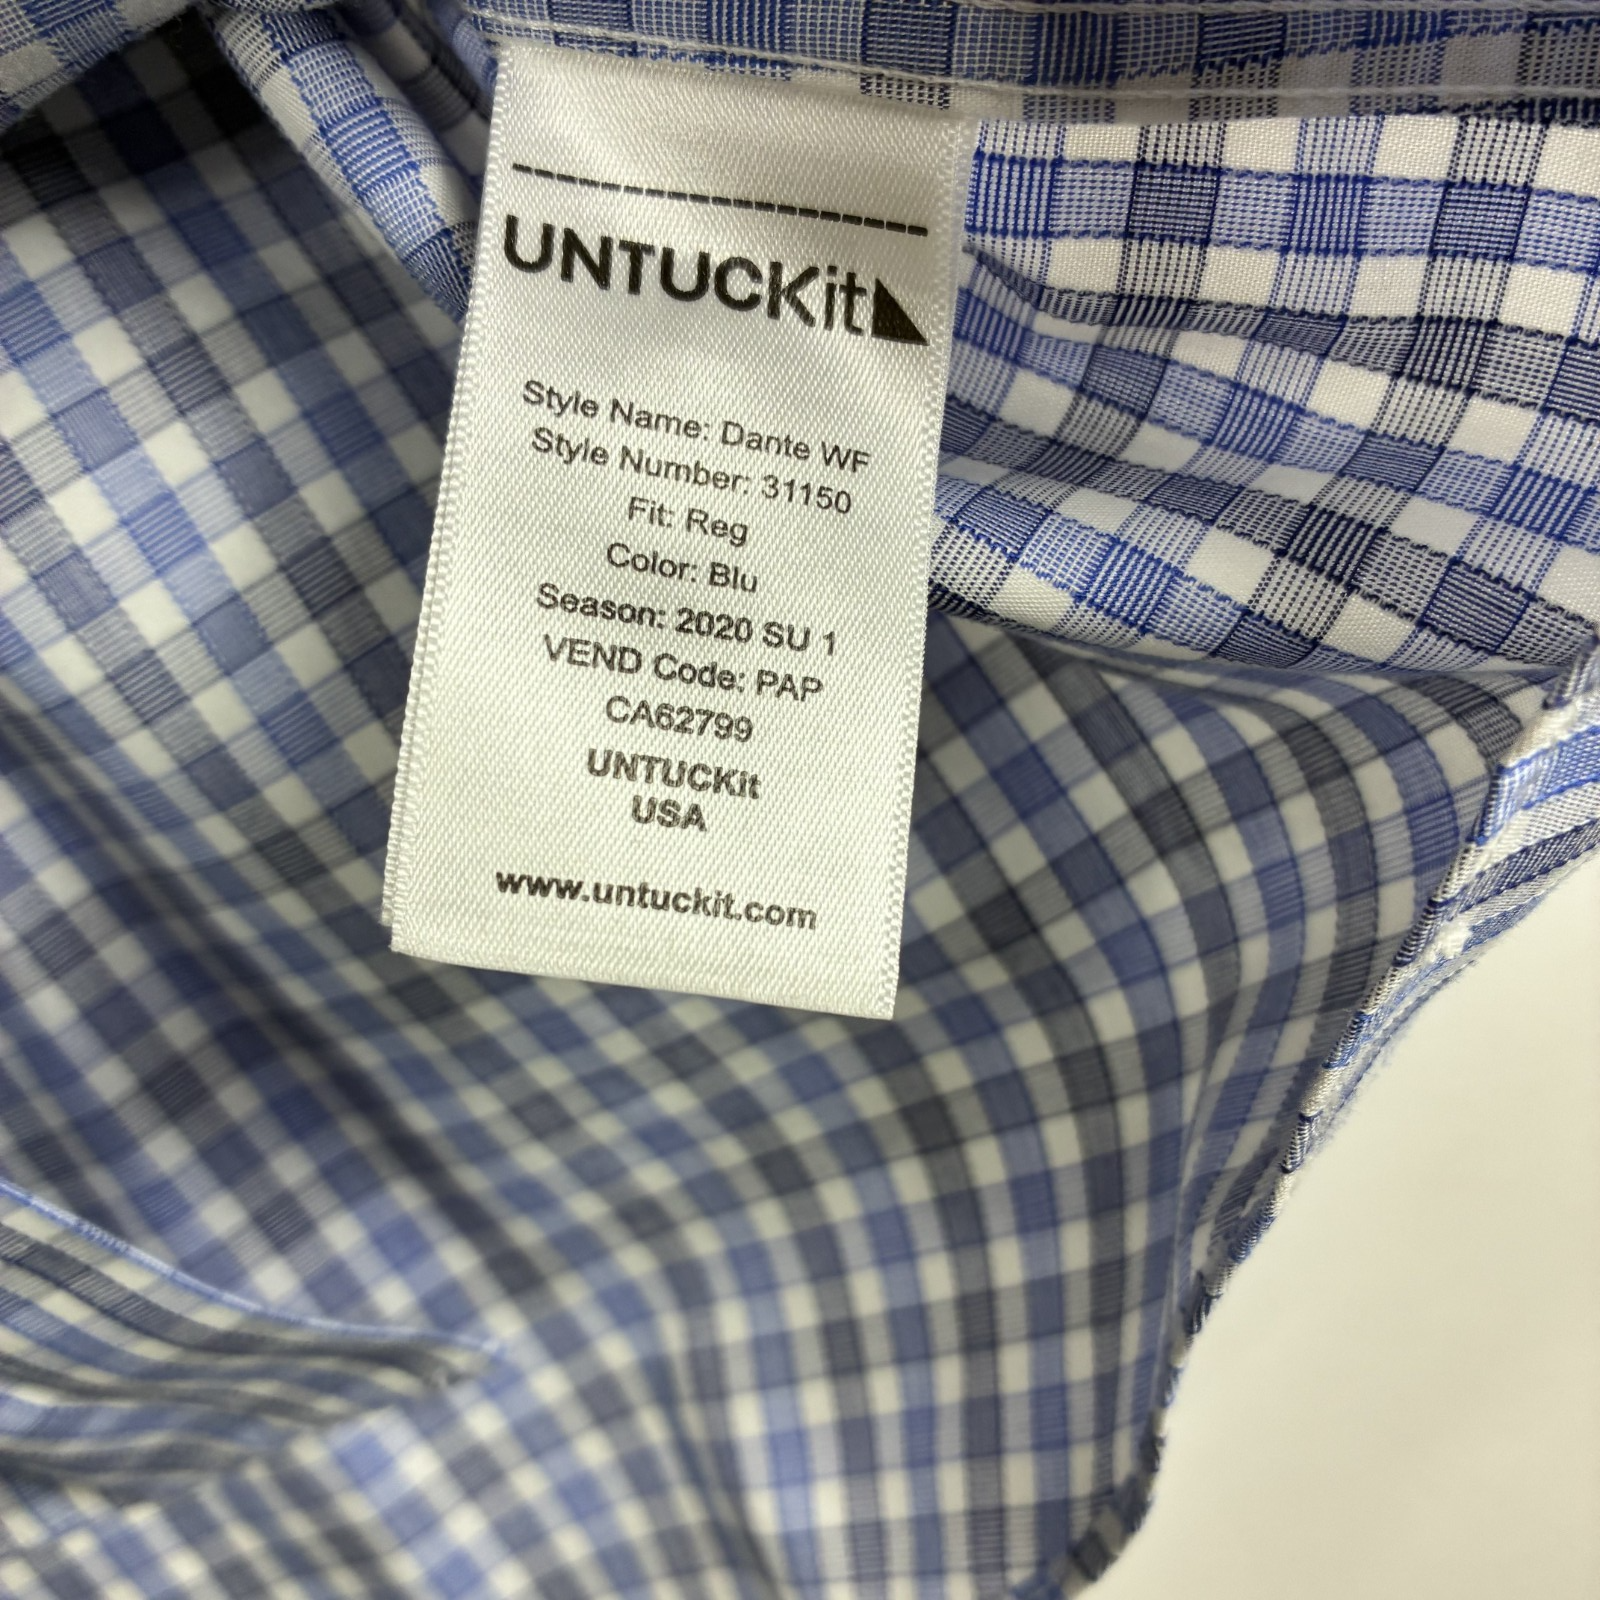 UNTUCKit
Style Name: Dante WF
Style Number: 31150
Fit: Reg
Color: Blu
Season: 2020 SU 1
VEND Code: PAP
CA62799
UNTUCKit
USA
www.untuckit.com